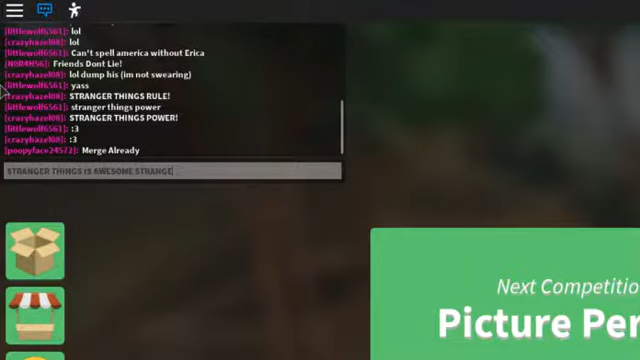 [littlewolf6561]: lol
[crazyhazel08]: lol
[littlewolf6561]: Can't spell america without Erica
Friends Don't Lie!
[crazyhazel08]: lol dump his (im not swearing)
[littlewolf6561]: yass
[crazyhazel08]: STRANGER THINGS RULE!
[littlewolf6561]: stranger things power
[crazyhazel08]: STRANGER THINGS POWER!
[littlewolf6561]: :3
[crazyhazel08]: :3
[poopyface24572]: Merge Already
STRANGER THINGS IS AWESOME STRANGE
Next Competitio
Picture Per